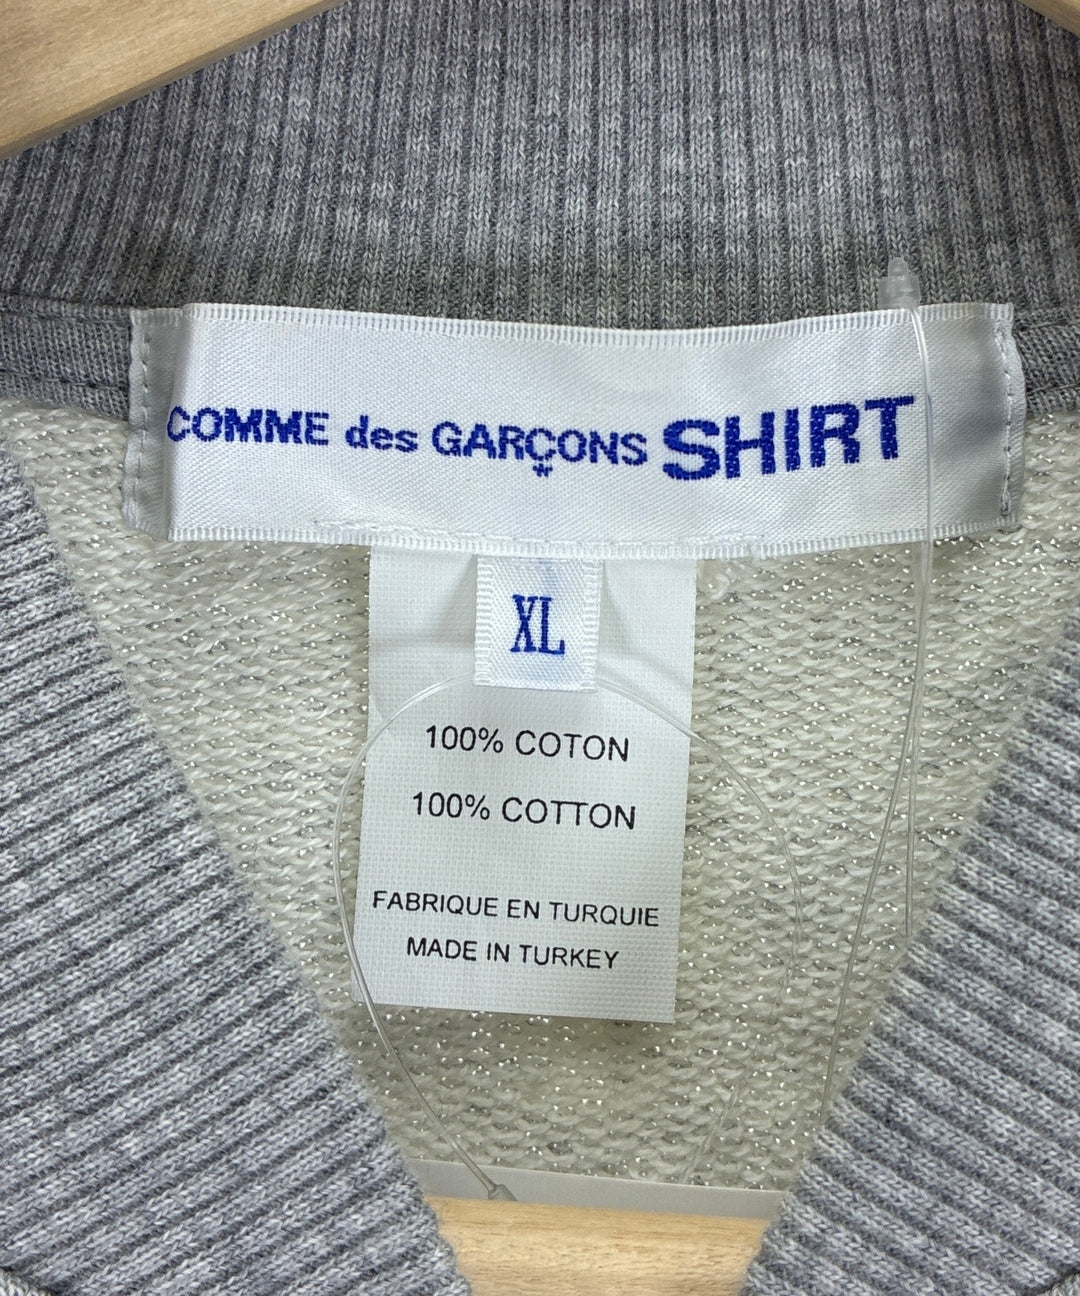 COMME des GARÇONS SHIRT
XL
100% COTON
100% COTTON
FABRIQUE EN TURQUIE
MADE IN TURKEY